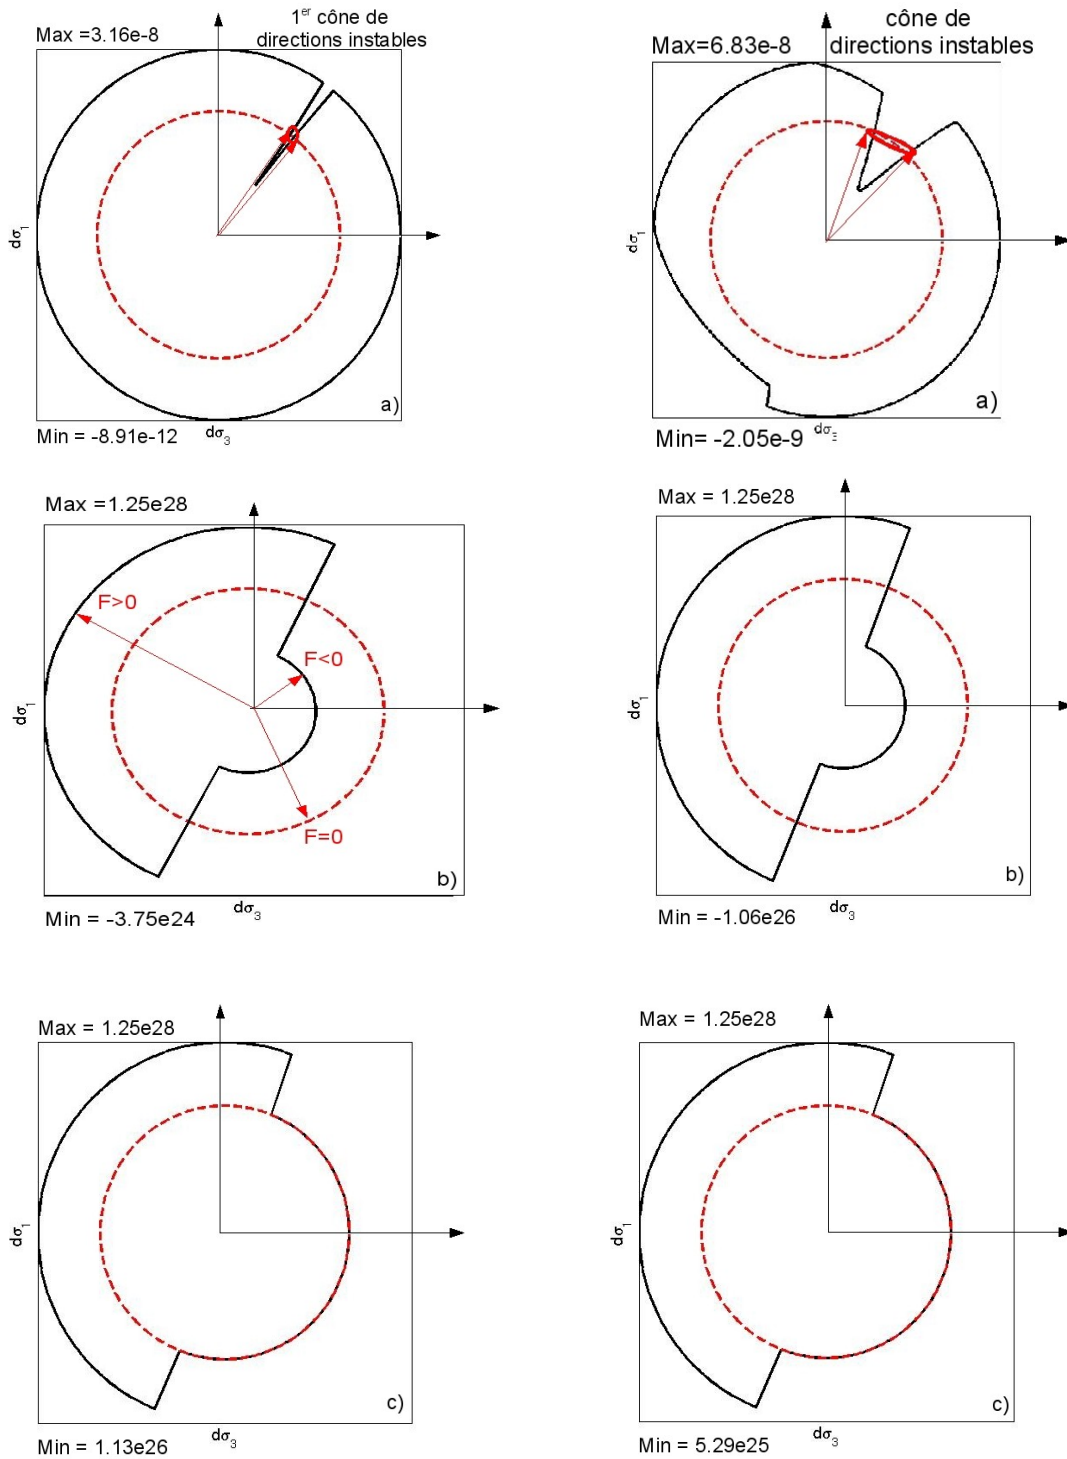 1er cône de
directions instables
Max =3.16e-8
dσ1
a)
Min = -8.91e-12
dσ3
cône de
directions instables
Max=6.83e-8
dσ1
a)
Min= -2.05e-9
Max =1.25e28
F>0
F<0
F=0
dσ1
b)
Min = -3.75e24
dσ3
Max = 1.25e28
dσ1
b)
Min = -1.06e26
dσ3
Max = 1.25e28
dσ1
c)
Min = 1.13e26
dσ3
Max = 1.25e28
dσ1
c)
Min = 5.29e25
dσ3